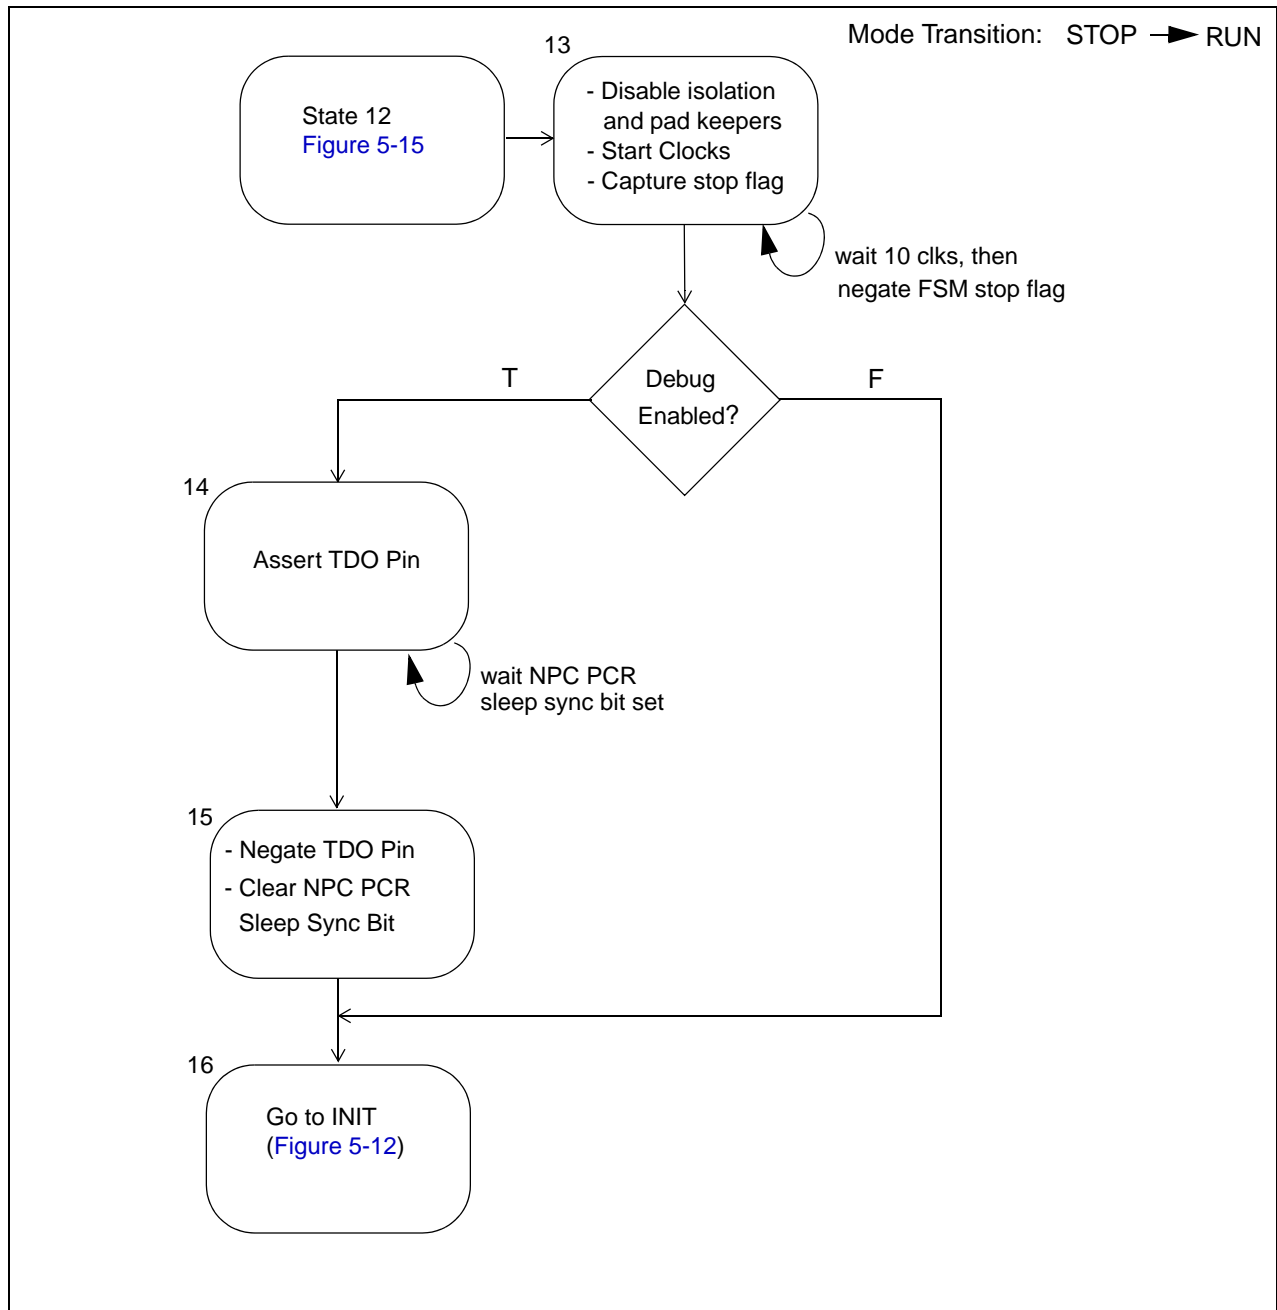 Mode Transition: STOP RUN
13
State 12
Figure 5-15
- Disable isolation
and pad keepers
- Start Clocks
- Capture stop flag
wait 10 clks, then
negate FSM stop flag
Debug
Enabled?
T
F
14
Assert TDO Pin
wait NPC PCR
sleep sync bit set
15
- Negate TDO Pin
- Clear NPC PCR
Sleep Sync Bit
16
Go to INIT
(Figure 5-12)